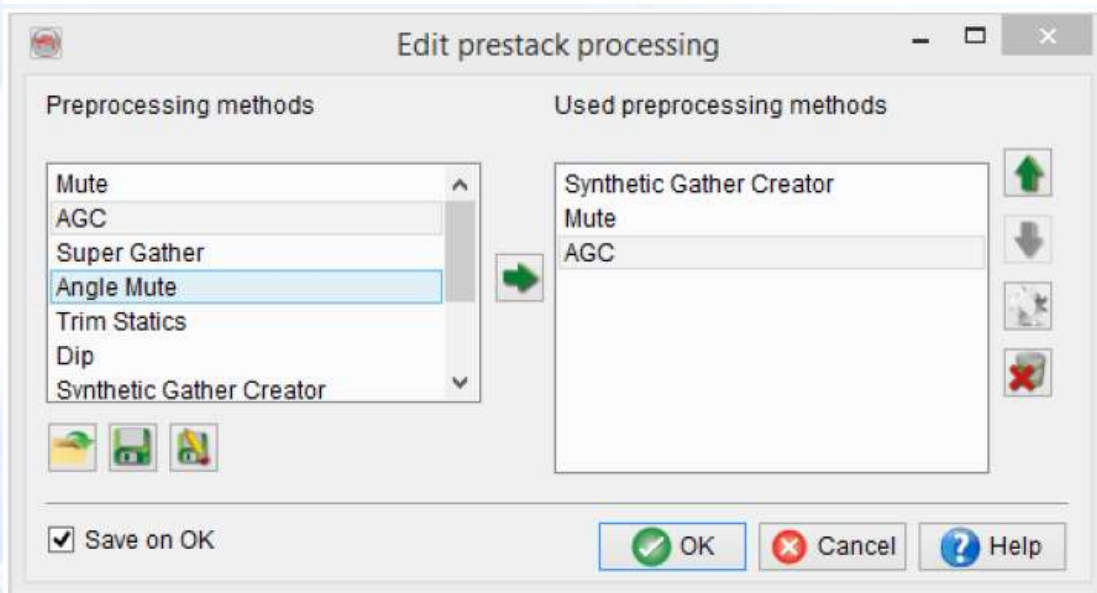 Edit prestack processing
Preprocessing methods
Used preprocessing methods
Mute
AGC
Super Gather
Angle Mute
Trim Statics
Dip
Synthetic Gather Creator
Synthetic Gather Creator
Mute
AGC
Save on OK
OK
Cancel
Help